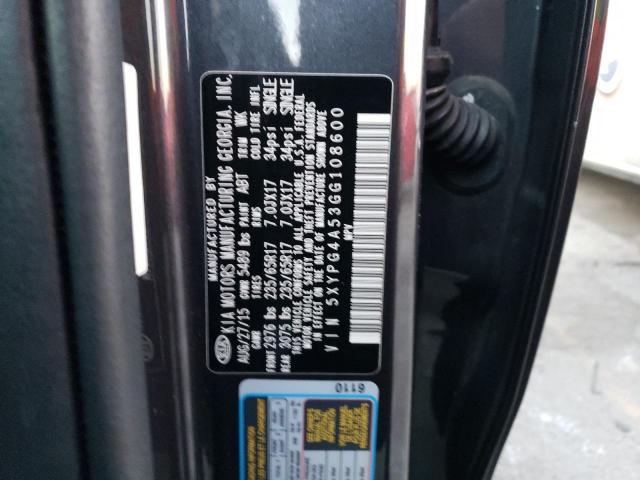 KIA
MANUFACTURED BY
KIA MOTORS MANUFACTURING GEORGIA, INC.
AUG/27/15 GVWR 5489 lbs PAINT ABT TRIM WK
GAWR TIRES RIMS COLD TIRE INFL
FRONT 2976 lbs 235/65R17 7.0JX17 34psi SINGLE
REAR 3075 lbs 235/65R17 7.0JX17 34psi SINGLE
THIS VEHICLE CONFORMS TO ALL APPLICABLE U.S.A. FEDERAL
MOTOR VEHICLE SAFETY AND THEFT PREVENTION STANDARDS
IN EFFECT ON THE DATE OF MANUFACTURE SHOWN ABOVE
MPV
VIN 5XYPG4A53GG108600
6110